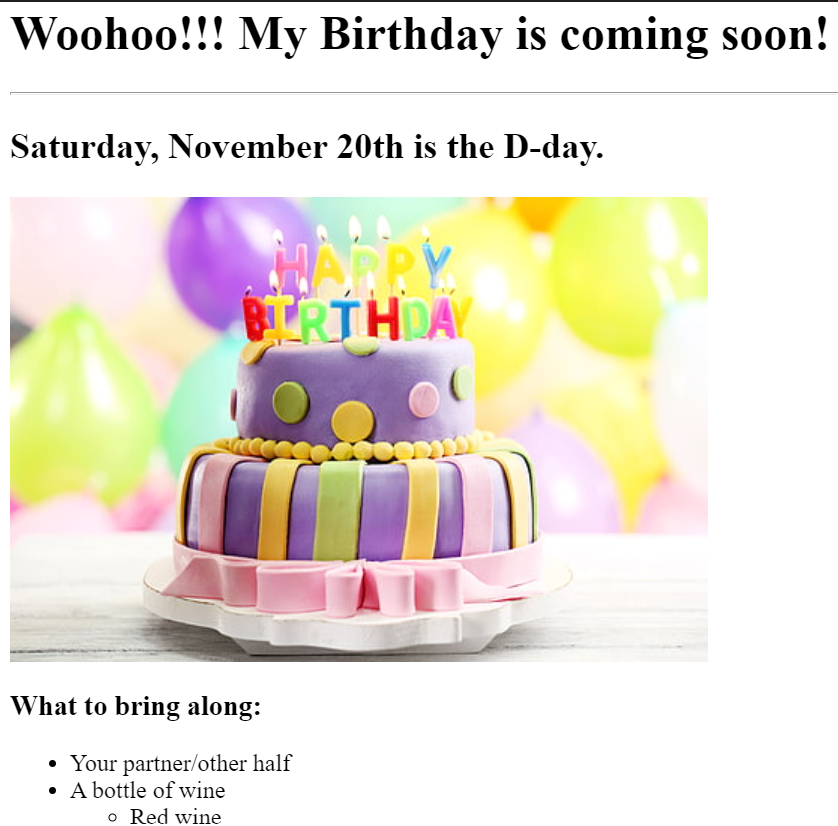 Woohoo!!! My Birthday is coming soon!
Saturday, November 20th is the D-day.
HAPPY
BIRTHDAY
What to bring along:
Your partner/other half
A bottle of wine
Red wine